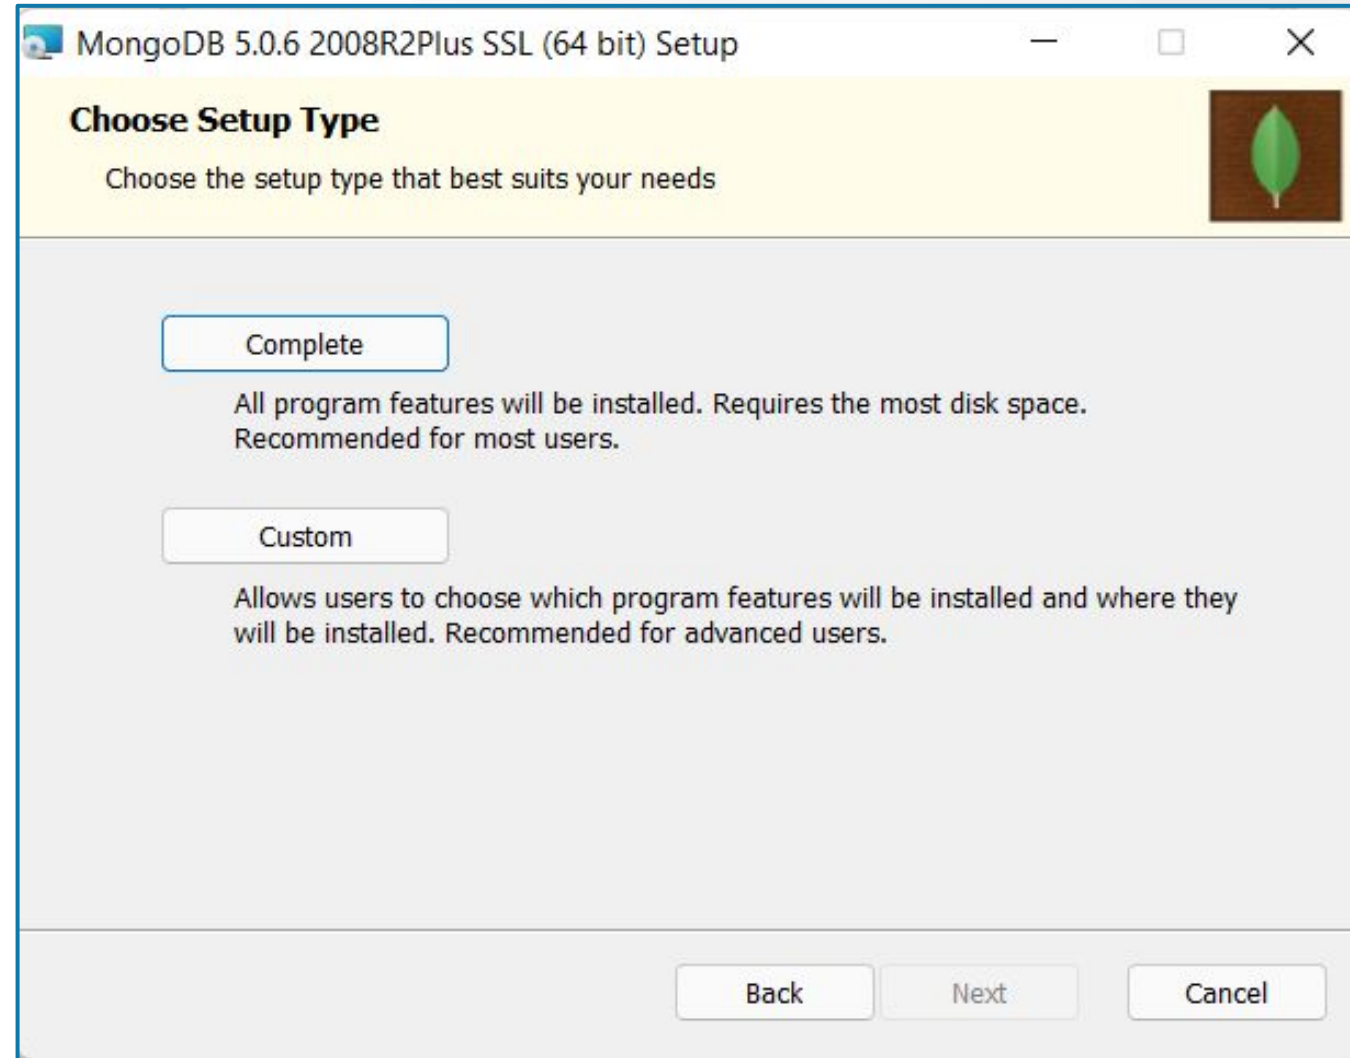 MongoDB 5.0.6 2008R2Plus SSL (64 bit) Setup
Choose Setup Type
Choose the setup type that best suits your needs
Complete
All program features will be installed. Requires the most disk space.
Recommended for most users.
Custom
Allows users to choose which program features will be installed and where they
will be installed. Recommended for advanced users.
Back
Next
Cancel